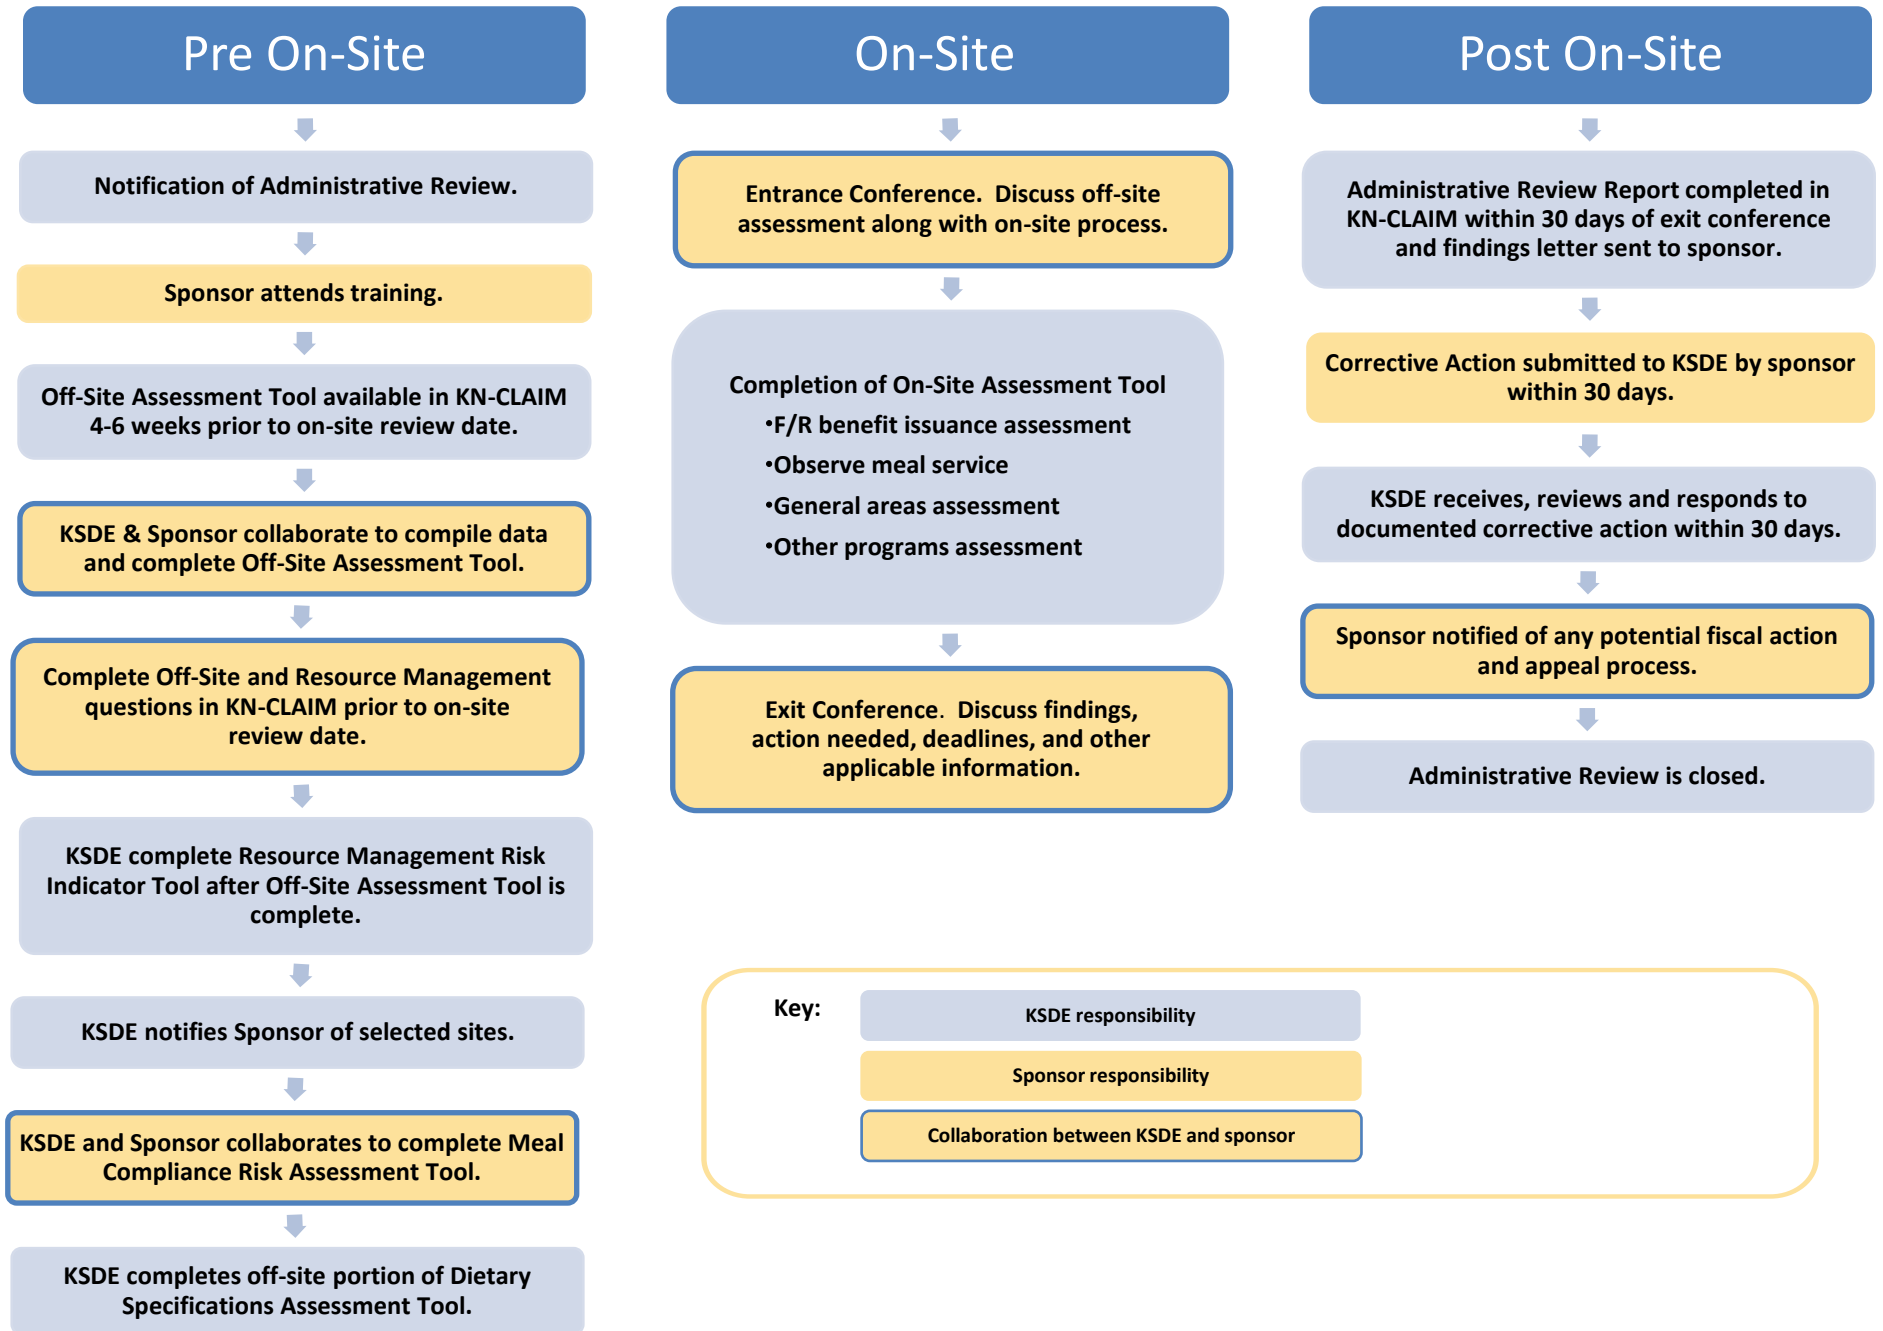 Pre On-Site
Notification of Administrative Review.
Sponsor attends training.
Off-Site Assessment Tool available in KN-CLAIM
4-6 weeks prior to on-site review date.
KSDE & Sponsor collaborate to compile data
and complete Off-Site Assessment Tool.
Complete Off-Site and Resource Management
questions in KN-CLAIM prior to on-site
review date.
KSDE complete Resource Management Risk
Indicator Tool after Off-Site Assessment Tool is
complete.
KSDE notifies Sponsor of selected sites.
KSDE and Sponsor collaborates to complete Meal
Compliance Risk Assessment Tool.
KSDE completes off-site portion of Dietary
Specifications Assessment Tool.
On-Site
Entrance Conference.  Discuss off-site
assessment along with on-site process.
Completion of On-Site Assessment Tool
•F/R benefit issuance assessment
•Observe meal service
•General areas assessment
•Other programs assessment
Exit Conference.  Discuss findings,
action needed, deadlines, and other
applicable information.
Post On-Site
Administrative Review Report completed in
KN-CLAIM within 30 days of exit conference
and findings letter sent to sponsor.
Corrective Action submitted to KSDE by sponsor
within 30 days.
KSDE receives, reviews and responds to
documented corrective action within 30 days.
Sponsor notified of any potential fiscal action
and appeal process.
Administrative Review is closed.
Key:
KSDE responsibility
Sponsor responsibility
Collaboration between KSDE and sponsor